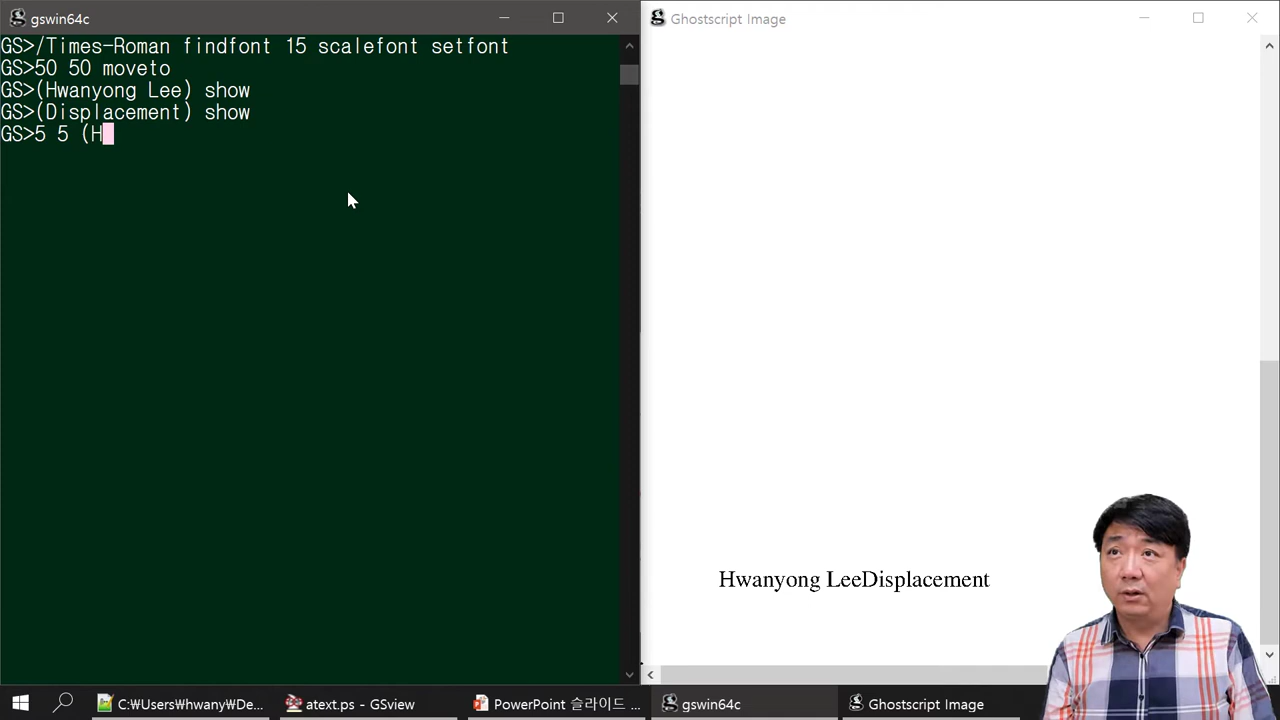 gswin64c
GS>/Times-Roman findfont 15 scalefont setfont
GS>50 50 moveto
GS>(Hwanyong Lee) show
GS>(Displacement) show
GS>5 5 (H
Ghostscript Image
Hwanyong LeeDisplacement
C:₩Users₩hwany₩De...
atext.ps - GSview
PowerPoint 슬라이드 ...
gswin64c
Ghostscript Image